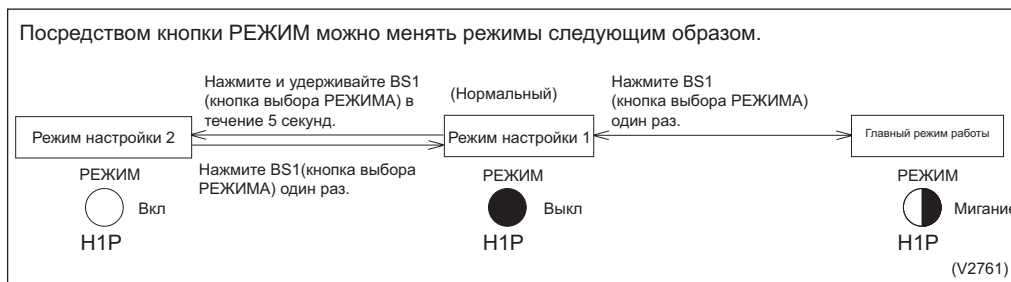 Посредством кнопки РЕЖИМ можно менять режимы следующим образом.
Нажмите и удерживайте BS1
(кнопка выбора РЕЖИМА) в
течение 5 секунд.
(Нормальный)
Нажмите BS1
(кнопка выбора РЕЖИМА)
один раз.
Режим настройки 2
Режим настройки 1
Главный режим работы
Нажмите BS1(кнопка выбора
РЕЖИМА) один раз.
РЕЖИМ
Вкл
H1P
РЕЖИМ
Выкл
H1P
РЕЖИМ
Мигание
H1P
(V2761)